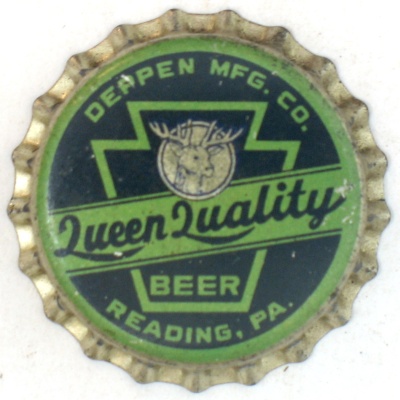 DEPPEN MFG. CO.
Queen Quality
BEER
READING, PA.